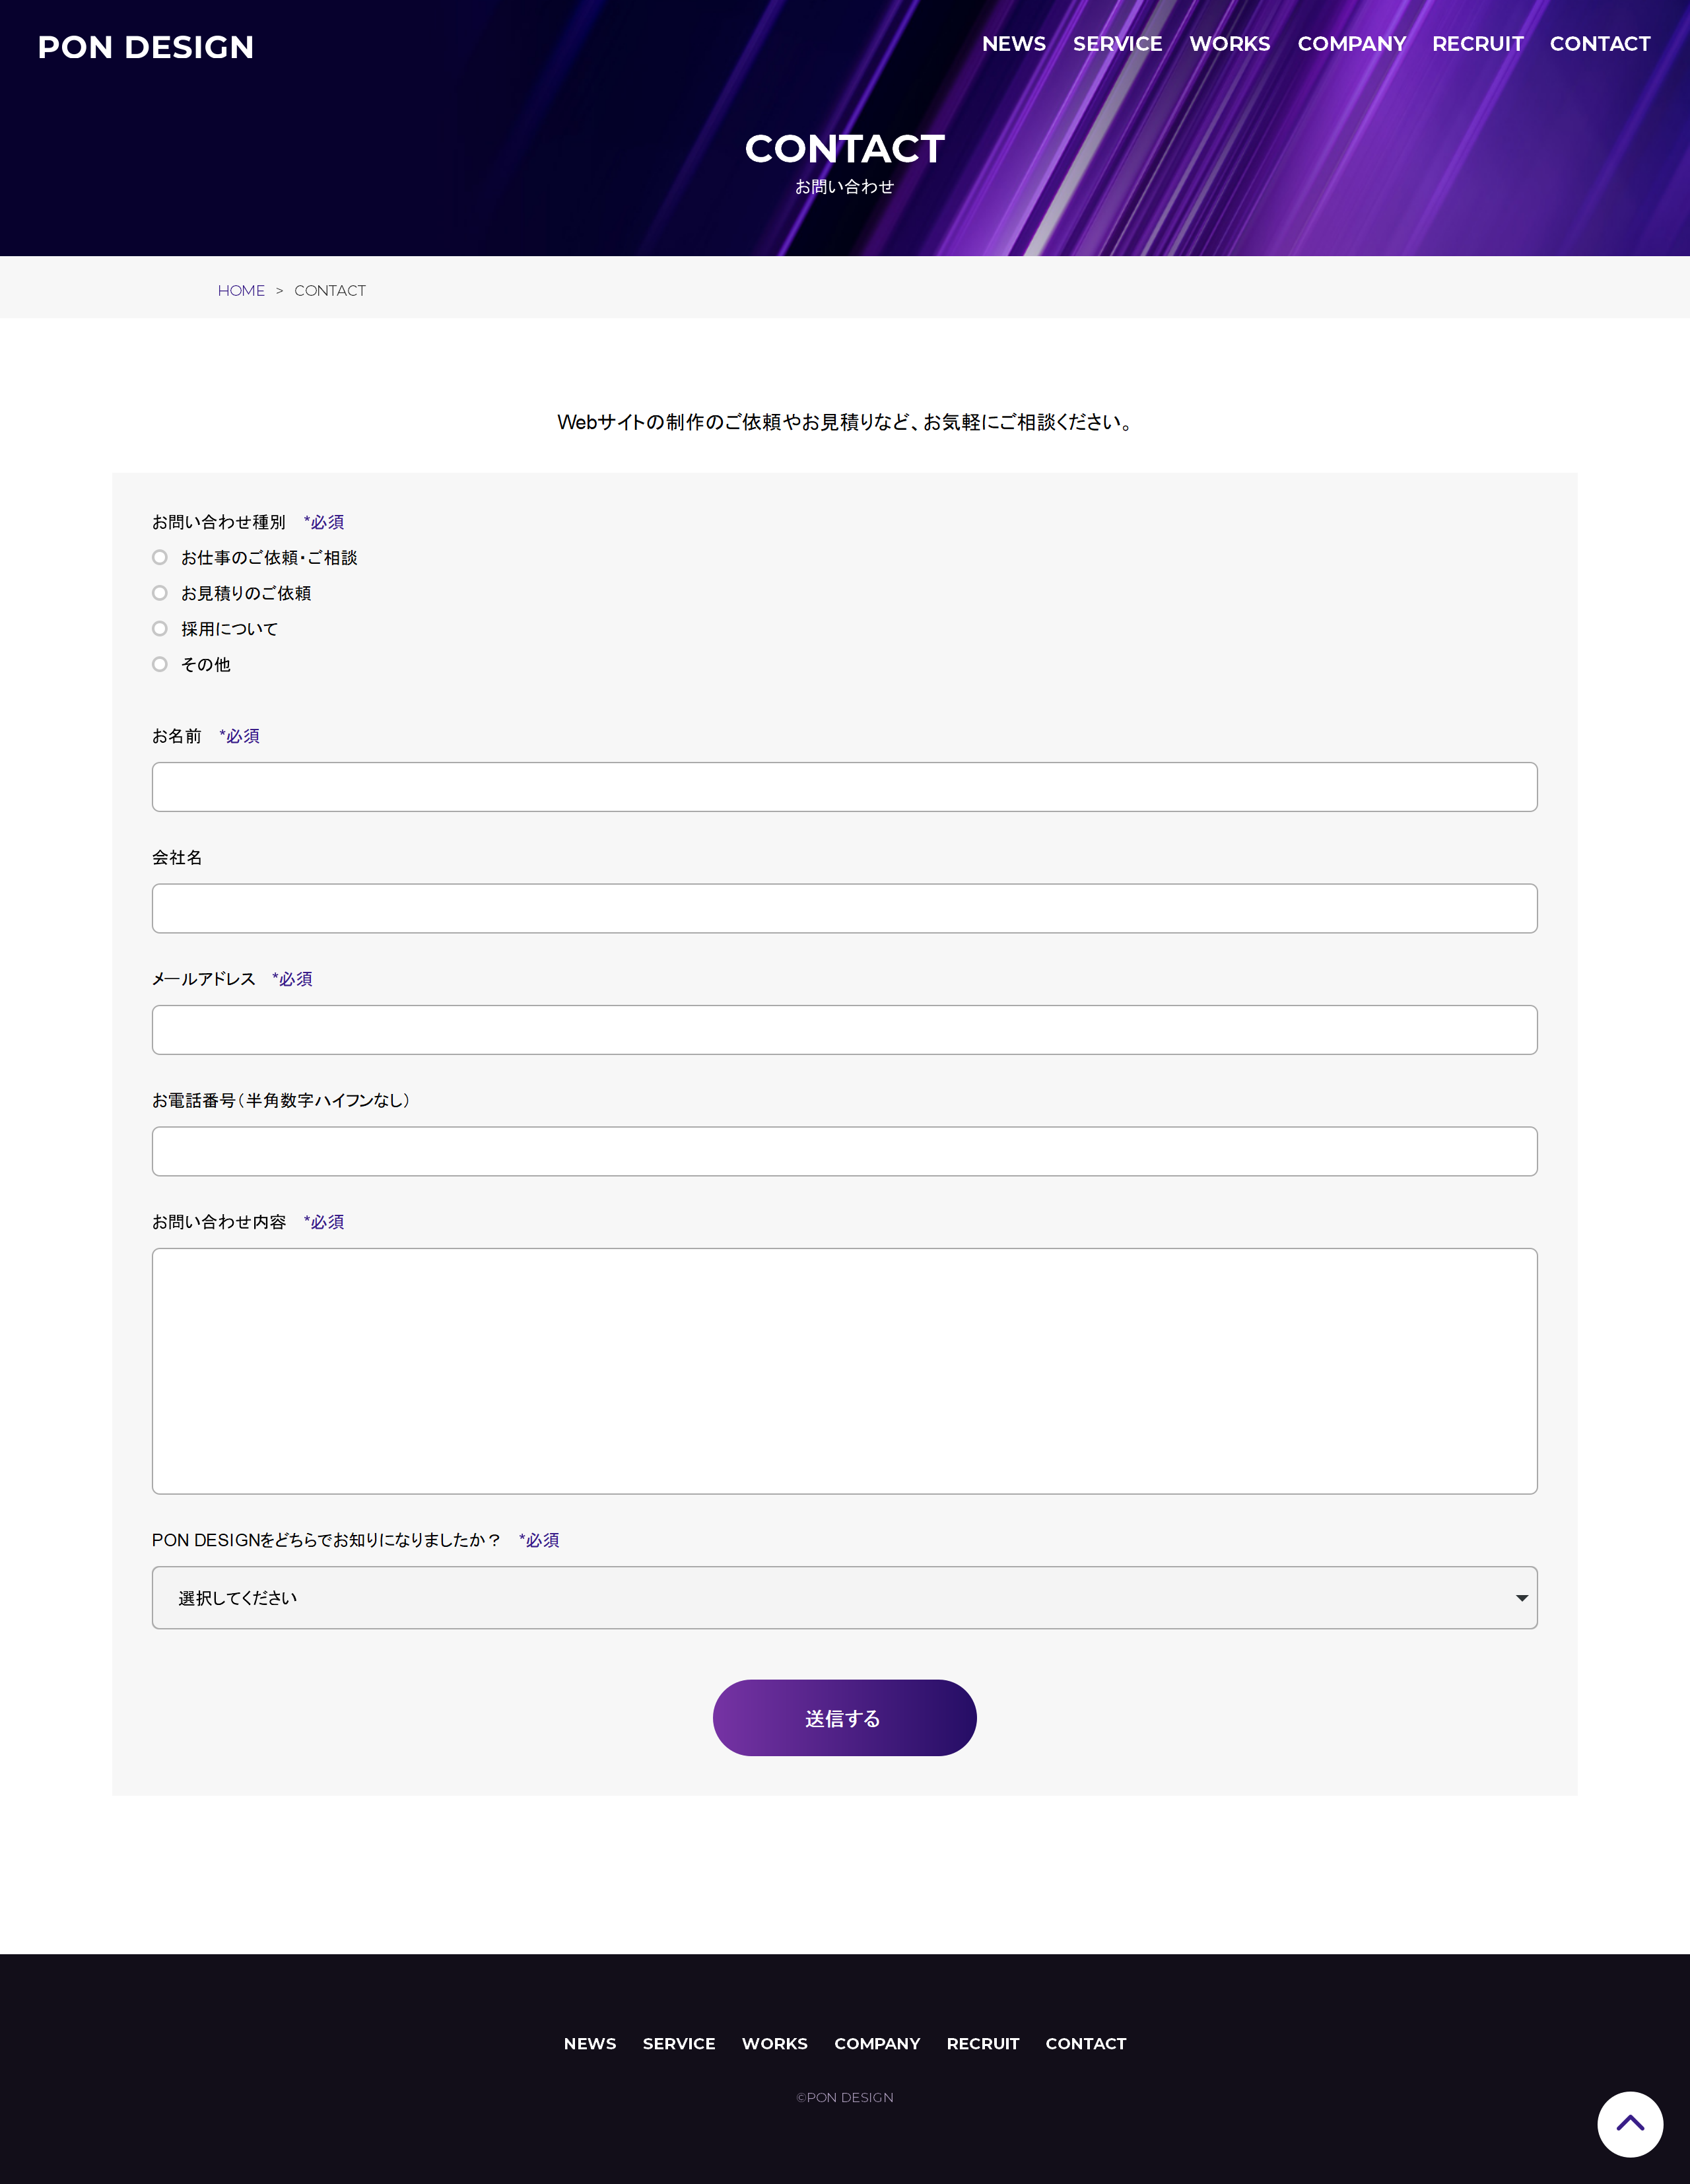 PON DESIGN
NEWS SERVICE WORKS COMPANY RECRUIT CONTACT
CONTACT
お問い合わせ
HOME > CONTACT
Webサイトの制作のご依頼やお見積りなど、お気軽にご相談ください。
お問い合わせ種別 *必須
お仕事のご依頼・ご相談
お見積りのご依頼
採用について
その他
お名前 *必須
会社名
メールアドレス *必須
お電話番号（半角数字ハイフンなし）
お問い合わせ内容 *必須
PON DESIGNをどちらでお知りになりましたか？ *必須
選択してください
送信する
NEWS SERVICE WORKS COMPANY RECRUIT CONTACT
©PON DESIGN